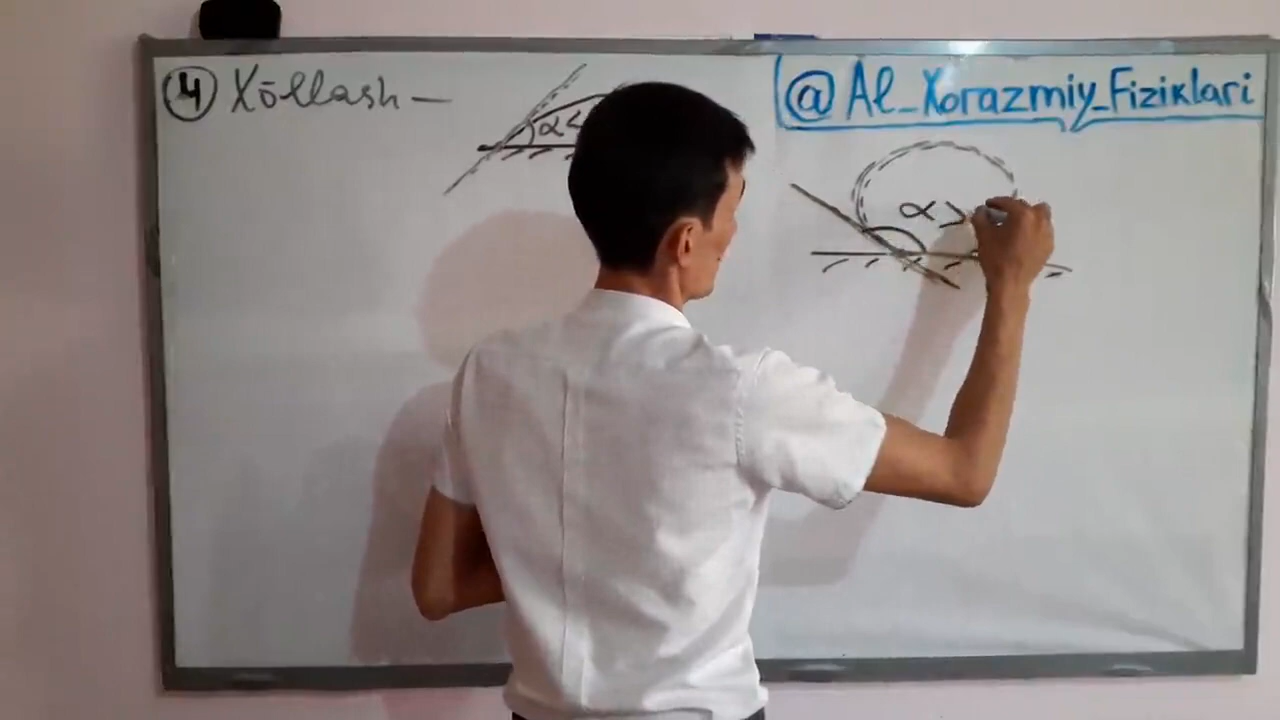 4 Xōllash —
α<
@Al_Xorazmiy_Fiziklari
α>